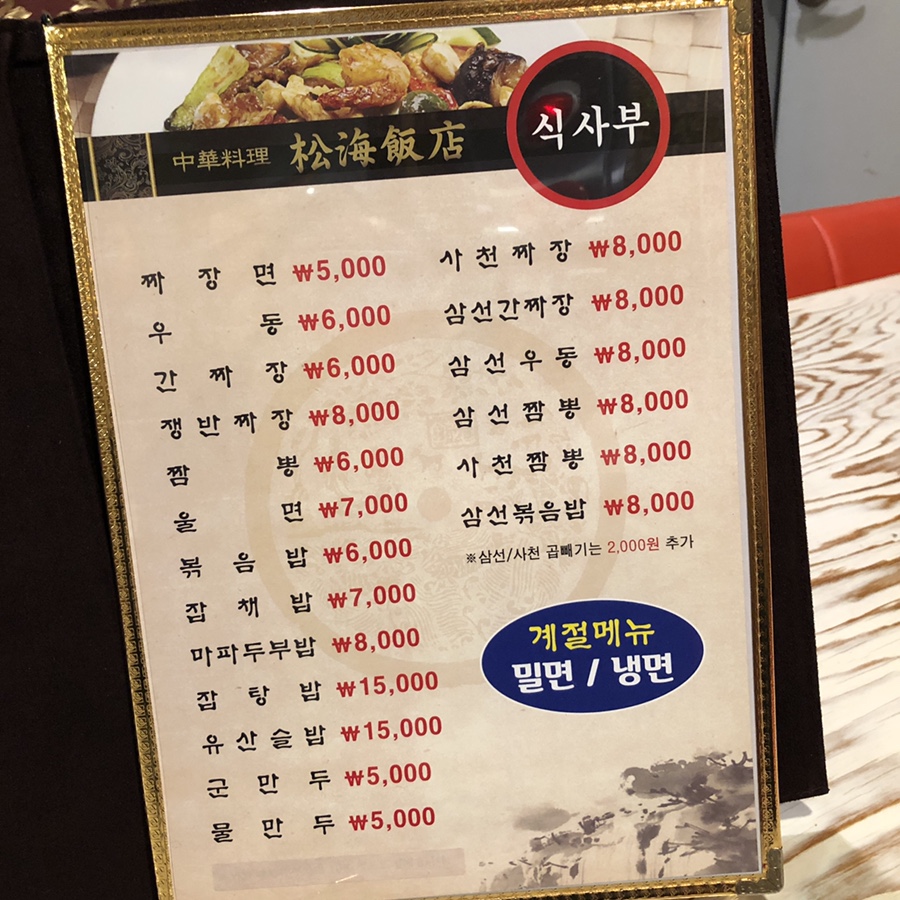 中華料理 松海飯店
식사부
짜장면 ₩5,000
우동 ₩6,000
간짜장 ₩6,000
쟁반짜장 ₩8,000
짬뽕 ₩6,000
울면 ₩7,000
볶음밥 ₩6,000
잡채밥 ₩7,000
마파두부밥 ₩8,000
잡탕밥 ₩15,000
유산슬밥 ₩15,000
군만두 ₩5,000
물만두 ₩5,000
사천짜장 ₩8,000
삼선간짜장 ₩8,000
삼선우동 ₩8,000
삼선짬뽕 ₩8,000
사천짬뽕 ₩8,000
삼선볶음밥 ₩8,000
※삼선/사천 곱빼기는 2,000원 추가
계절메뉴
밀면 / 냉면